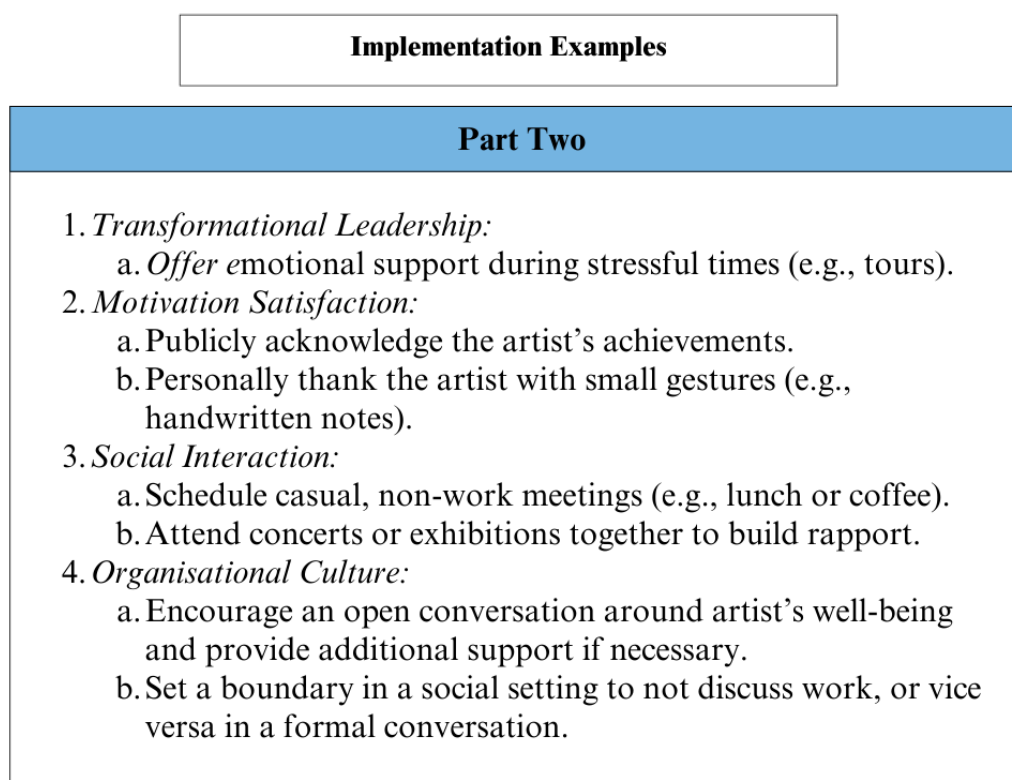 Implementation Examples
Part Two
1. Transformational Leadership:
a. Offer emotional support during stressful times (e.g., tours).
2. Motivation Satisfaction:
a. Publicly acknowledge the artist’s achievements.
b. Personally thank the artist with small gestures (e.g.,
handwritten notes).
3. Social Interaction:
a. Schedule casual, non-work meetings (e.g., lunch or coffee).
b. Attend concerts or exhibitions together to build rapport.
4. Organisational Culture:
a. Encourage an open conversation around artist’s well-being
and provide additional support if necessary.
b. Set a boundary in a social setting to not discuss work, or vice
versa in a formal conversation.